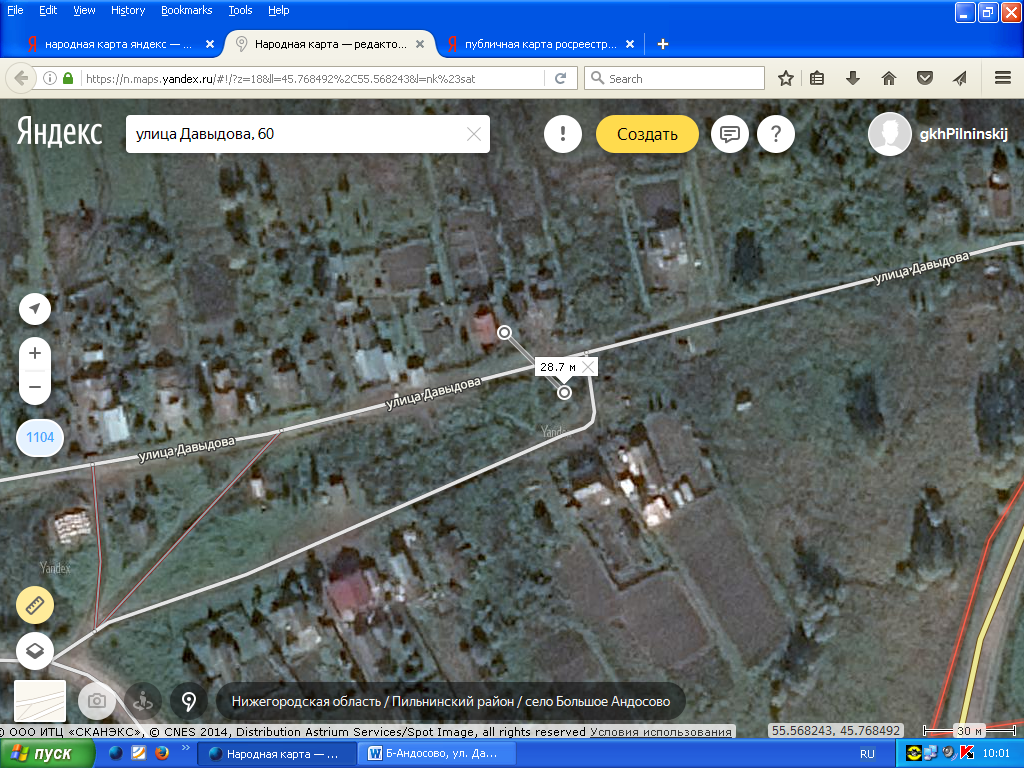 File Edit View History Bookmarks Tools Help
народная карта яндекс — ...
Народная карта — редакто...
публичная карта росреестр...
https://n.maps.yandex.ru/#!/?z=18&ll=45.768492%2C55.568243&l=nk%23sat
Search
Яндекс
улица Давыдова, 60
!
Создать
?
gkhPilninskij
улица Давыдова
28.7 м
улица Давыдова
Yandex
улица Давыдова
+
−
1104
Yandex
Нижегородская область / Пильнинский район / село Большое Андосово
© ООО ИТЦ «СКАНЭКС», © CNES 2014, Distribution Astrium Services/Spot Image, all rights reserved Условия использования
55.568243, 45.768492
30 м
пуск
Народная карта — ...
Б-Андосово, ул. Да...
RU
10:01